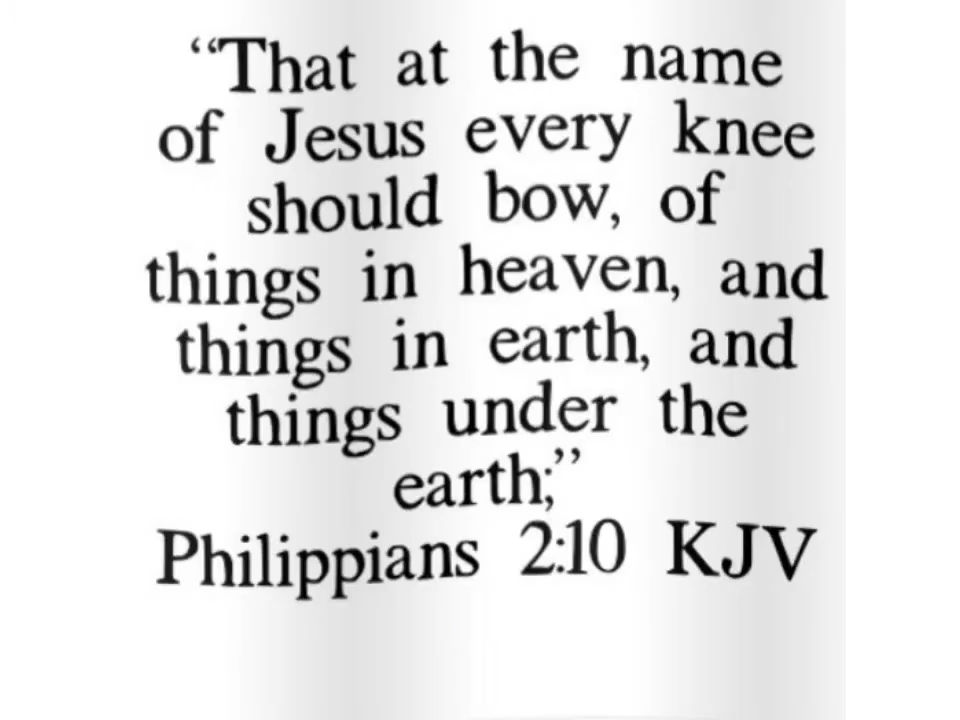 “That at the name
of Jesus every knee
should bow, of
things in heaven, and
things in earth, and
things under the
earth;”
Philippians 2:10 KJV